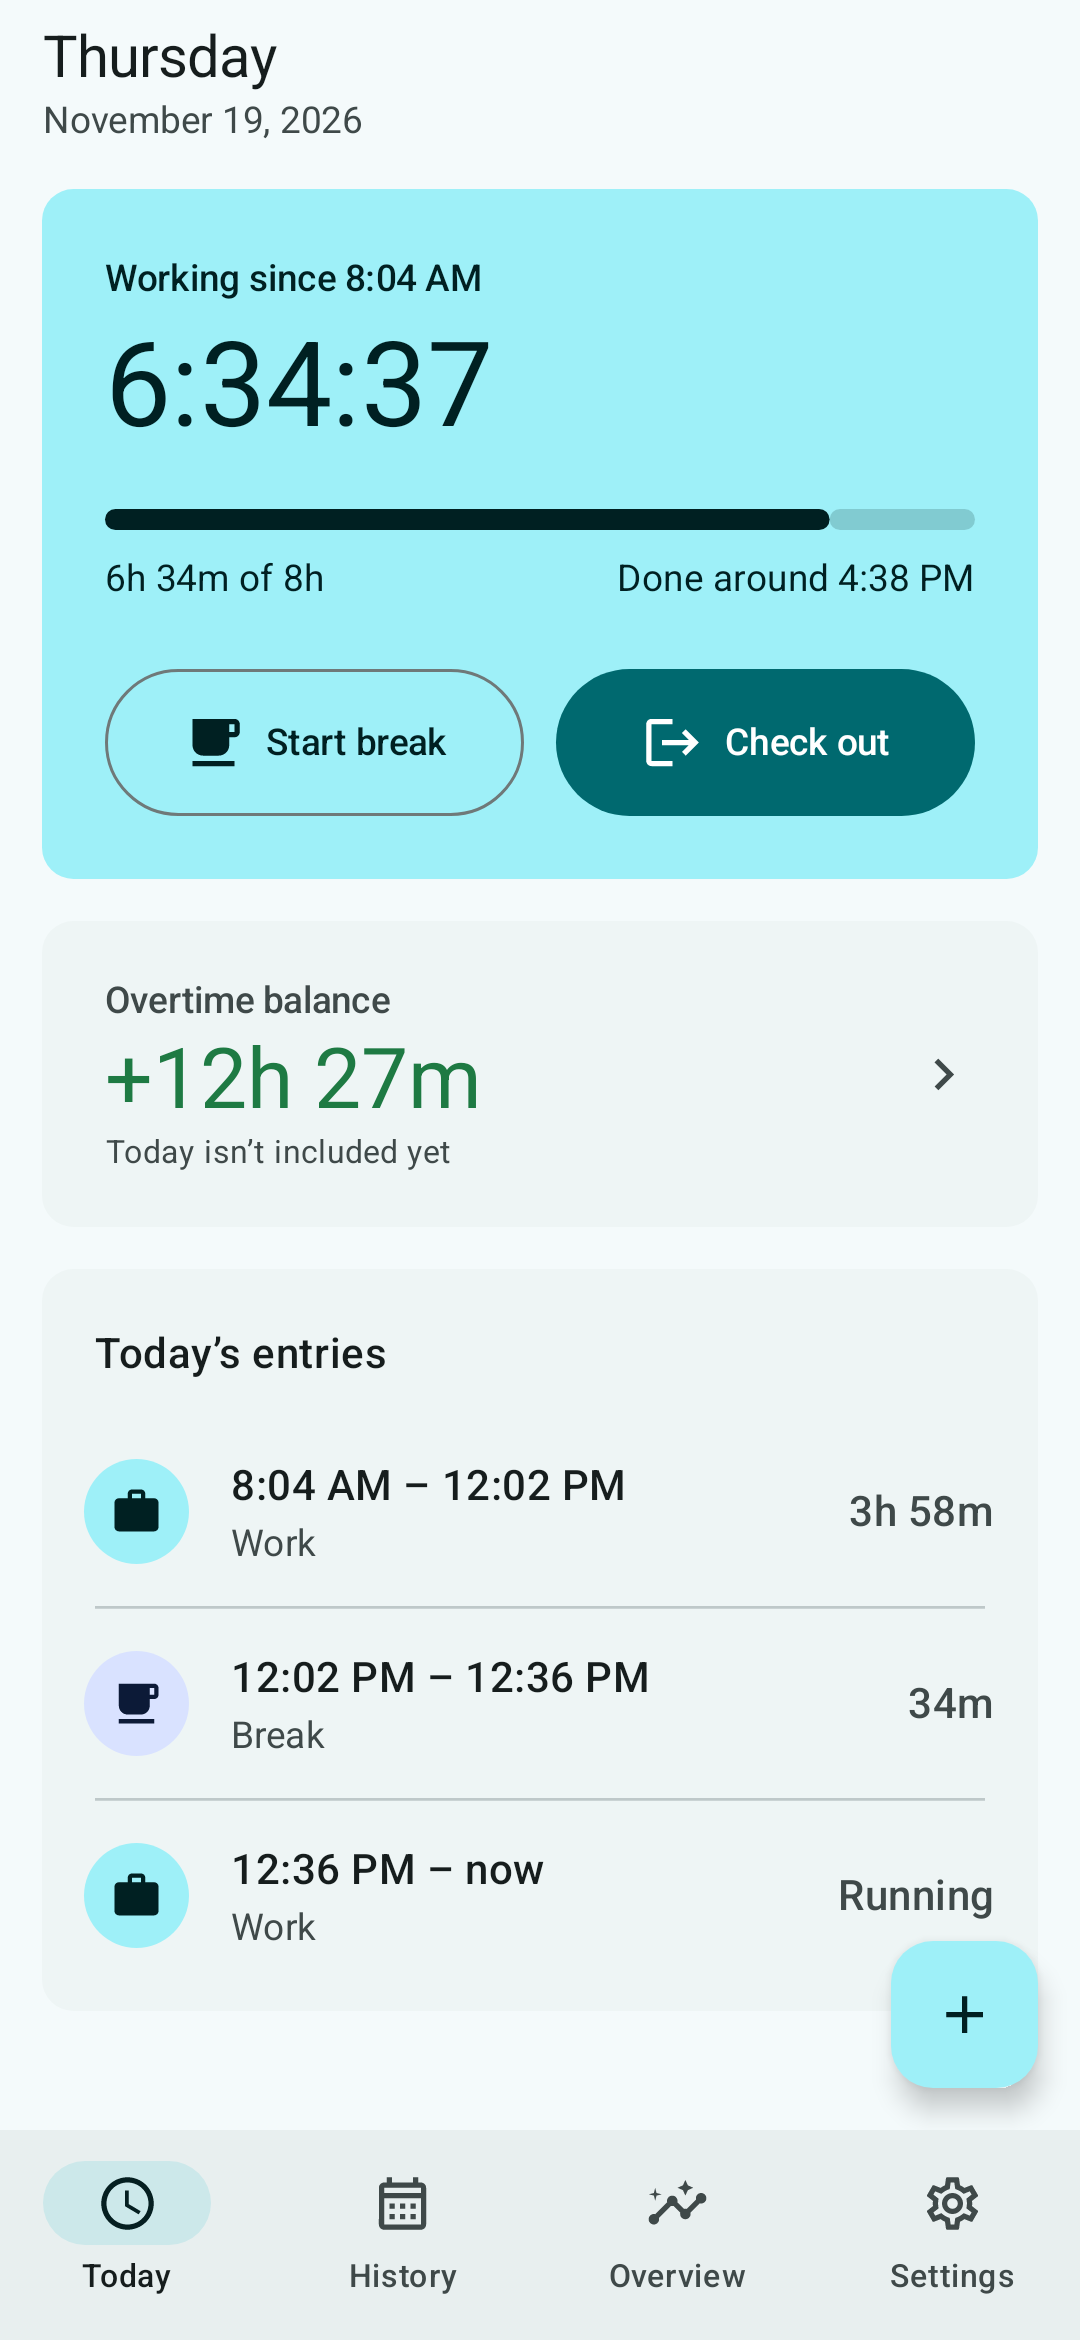 Thursday
November 19, 2026
Working since 8:04 AM
6:34:37
6h 34m of 8h
Done around 4:38 PM
Start break
Check out
Overtime balance
+12h 27m
Today isn’t included yet
Today’s entries
8:04 AM – 12:02 PM
Work
3h 58m
12:02 PM – 12:36 PM
Break
34m
12:36 PM – now
Work
Running
Today
History
Overview
Settings